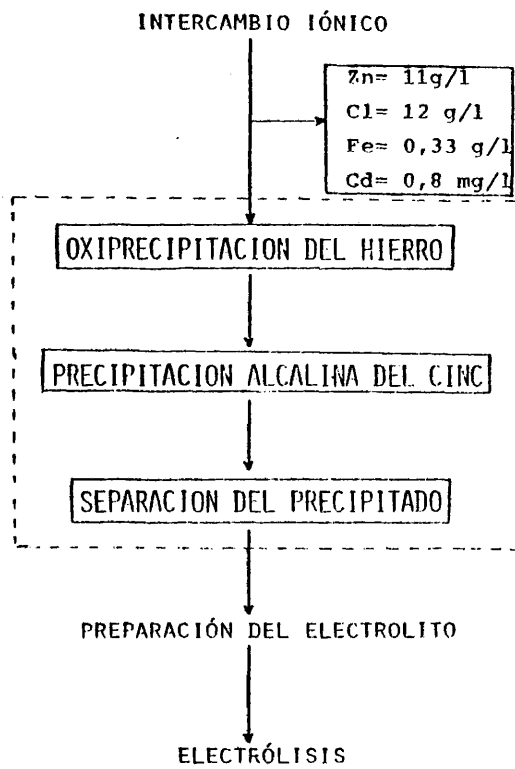 INTERCAMBIO IÓNICO
Zn= 11g/l
Cl= 12 g/l
Fe= 0,33 g/l
Cd= 0,8 mg/l
OXIPRECIPITACION DEL HIERRO
PRECIPITACION ALCALINA DEL CINC
SEPARACION DEL PRECIPITADO
PREPARACIÓN DEL ELECTROLITO
ELECTRÓLISIS